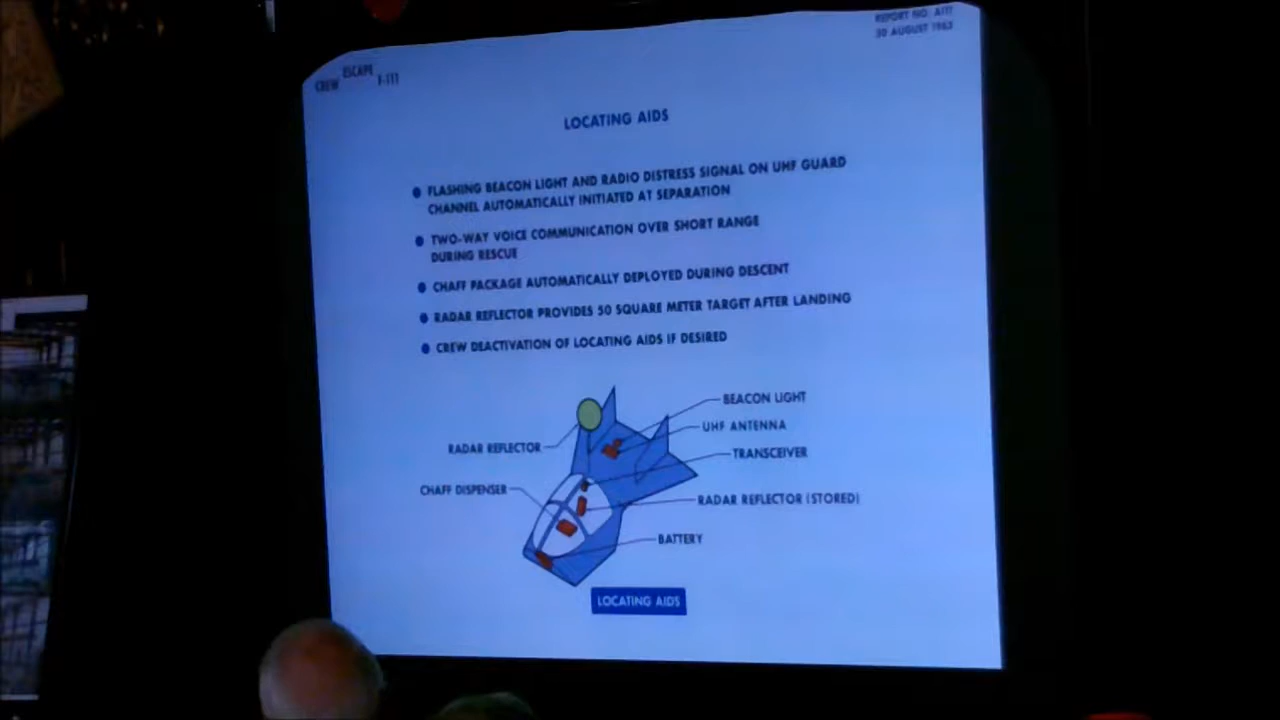 REPORT NO. A111
30 AUGUST 1963
CREW ESCAPE F-111
LOCATING AIDS
● FLASHING BEACON LIGHT AND RADIO DISTRESS SIGNAL ON UHF GUARD
CHANNEL AUTOMATICALLY INITIATED AT SEPARATION
● TWO-WAY VOICE COMMUNICATION OVER SHORT RANGE
DURING RESCUE
● CHAFF PACKAGE AUTOMATICALLY DEPLOYED DURING DESCENT
● RADAR REFLECTOR PROVIDES 50 SQUARE METER TARGET AFTER LANDING
● CREW DEACTIVATION OF LOCATING AIDS IF DESIRED
BEACON LIGHT
UHF ANTENNA
RADAR REFLECTOR
TRANSCEIVER
CHAFF DISPENSER
RADAR REFLECTOR (STORED)
BATTERY
LOCATING AIDS